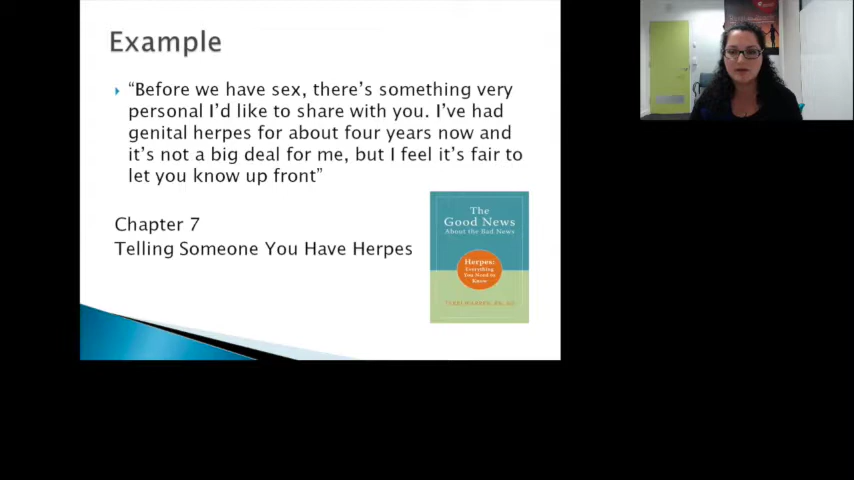 Example
“Before we have sex, there’s something very
personal I’d like to share with you. I’ve had
genital herpes for about four years now and
it’s not a big deal for me, but I feel it’s fair to
let you know up front”
Chapter 7
Telling Someone You Have Herpes
The
Good News
About the Bad News
Herpes:
Everything
You Need to
Know